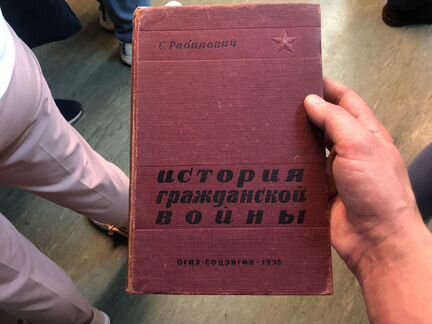 С. Рабинович
история
гражданской
войны
ОГИЗ • СОЦЭКГИЗ • 1935